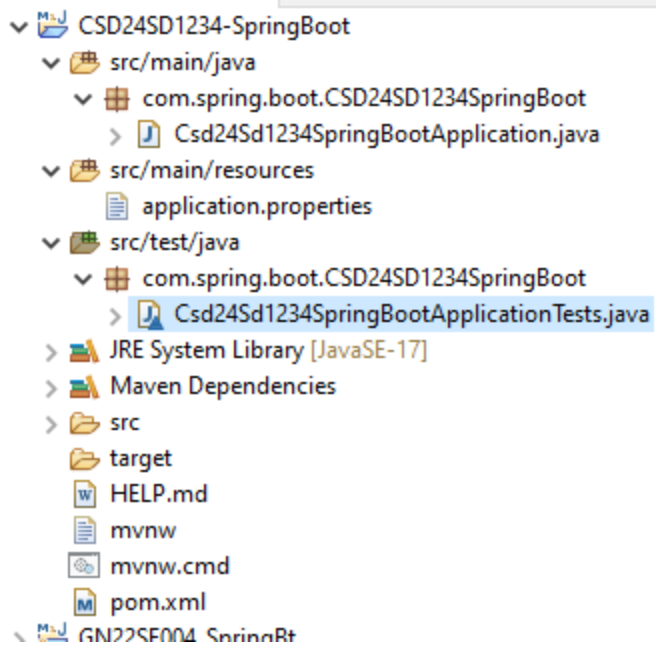 CSD24SD1234-SpringBoot
src/main/java
com.spring.boot.CSD24SD1234SpringBoot
Csd24Sd1234SpringBootApplication.java
src/main/resources
application.properties
src/test/java
com.spring.boot.CSD24SD1234SpringBoot
Csd24Sd1234SpringBootApplicationTests.java
JRE System Library [JavaSE-17]
Maven Dependencies
src
target
HELP.md
mvnw
mvnw.cmd
pom.xml
GN22SE004_SpringBt